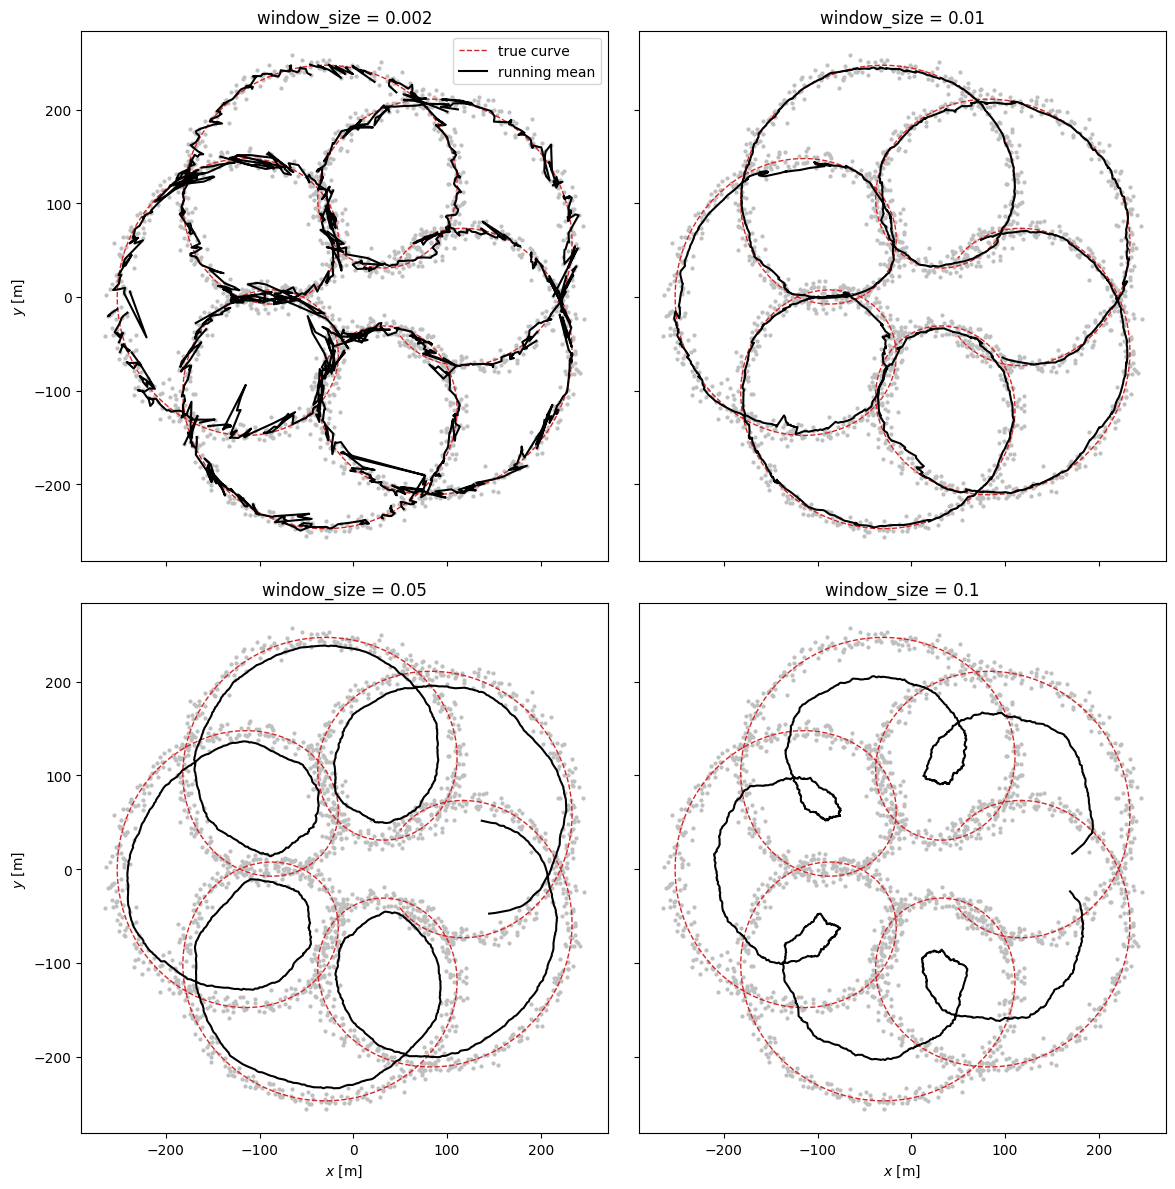 window_size = 0.002
window_size = 0.01
true curve
running mean
200
100
0
−100
−200
y [m]
window_size = 0.05
window_size = 0.1
200
100
0
−100
−200
y [m]
−200 −100 0 100 200
−200 −100 0 100 200
x [m]
x [m]